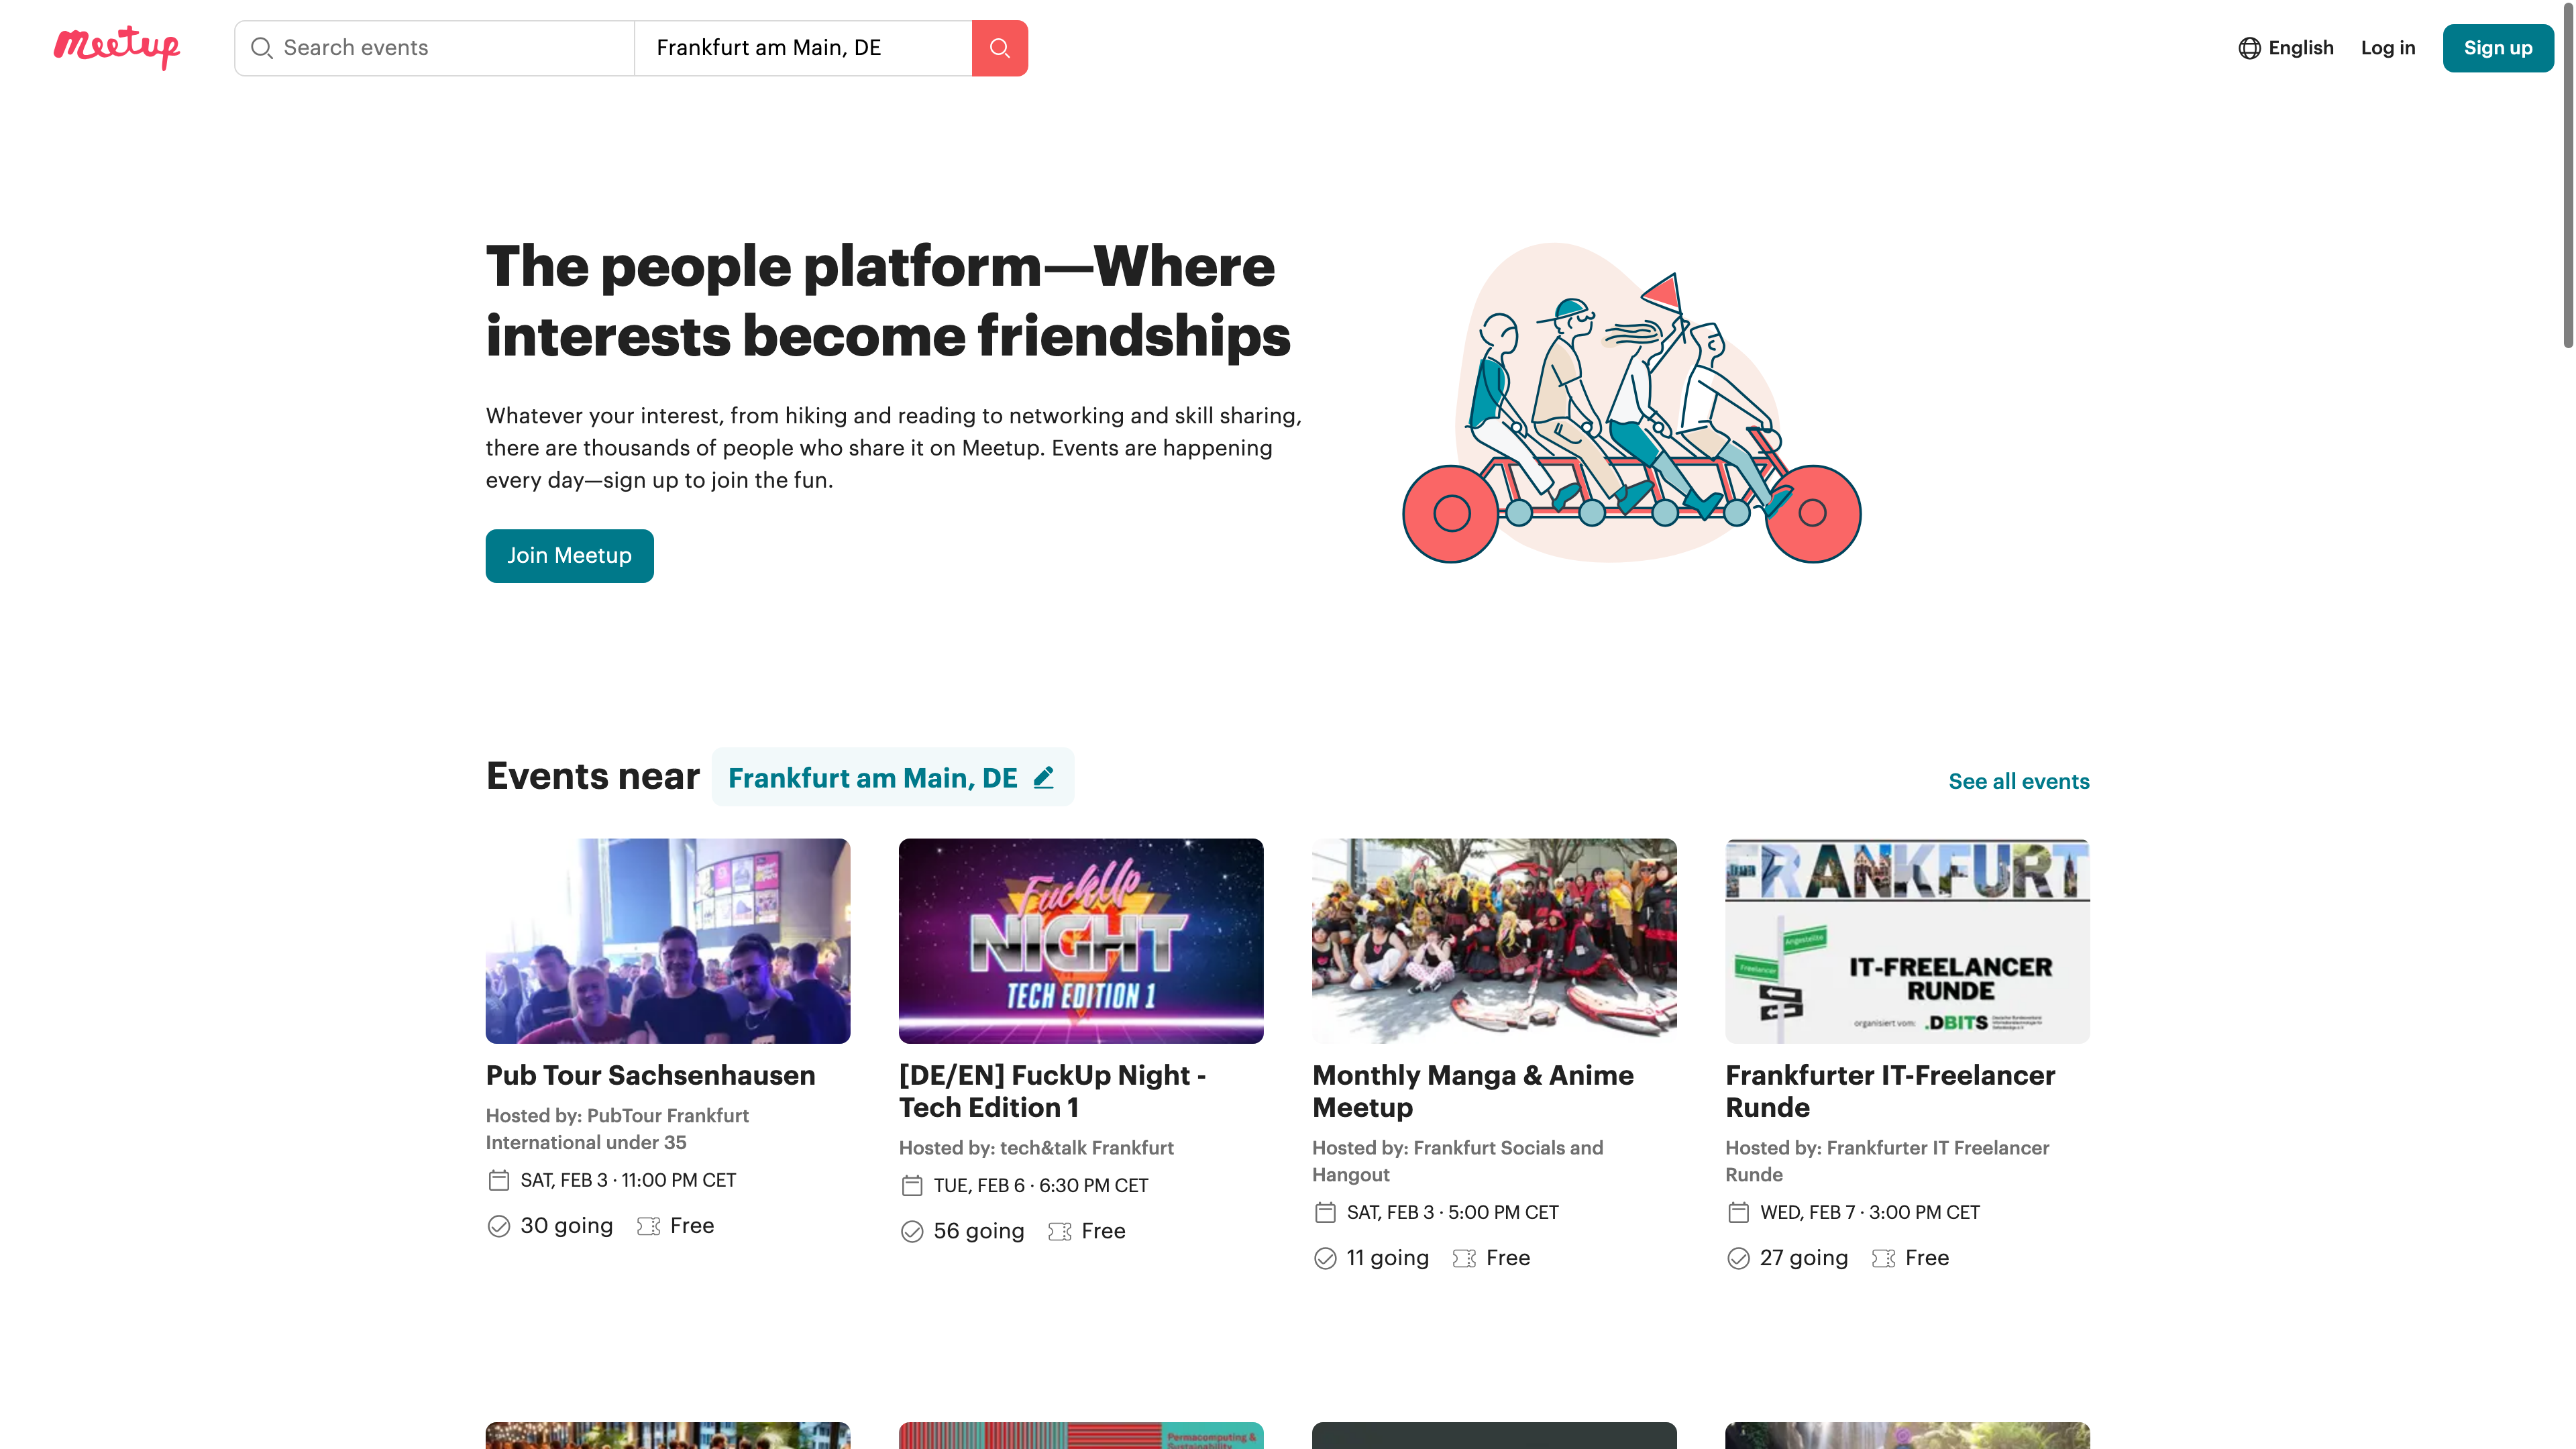 Meetup
Search events
Frankfurt am Main, DE
English
Log in
Sign up
The people platform—Where
interests become friendships
Whatever your interest, from hiking and reading to networking and skill sharing,
there are thousands of people who share it on Meetup. Events are happening
every day—sign up to join the fun.
Join Meetup
Events near
Frankfurt am Main, DE
See all events
FuckUp
NIGHT
TECH EDITION 1
FRANKFURT
Angestellte
Freelancer
IT-FREELANCER
RUNDE
organisiert vom: .DBITS
Pub Tour Sachsenhausen
Hosted by: PubTour Frankfurt
International under 35
SAT, FEB 3 · 11:00 PM CET
30 going
Free
[DE/EN] FuckUp Night -
Tech Edition 1
Hosted by: tech&talk Frankfurt
TUE, FEB 6 · 6:30 PM CET
56 going
Free
Monthly Manga & Anime
Meetup
Hosted by: Frankfurt Socials and
Hangout
SAT, FEB 3 · 5:00 PM CET
11 going
Free
Frankfurter IT-Freelancer
Runde
Hosted by: Frankfurter IT Freelancer
Runde
WED, FEB 7 · 3:00 PM CET
27 going
Free
Permacomputing &
Sustainability